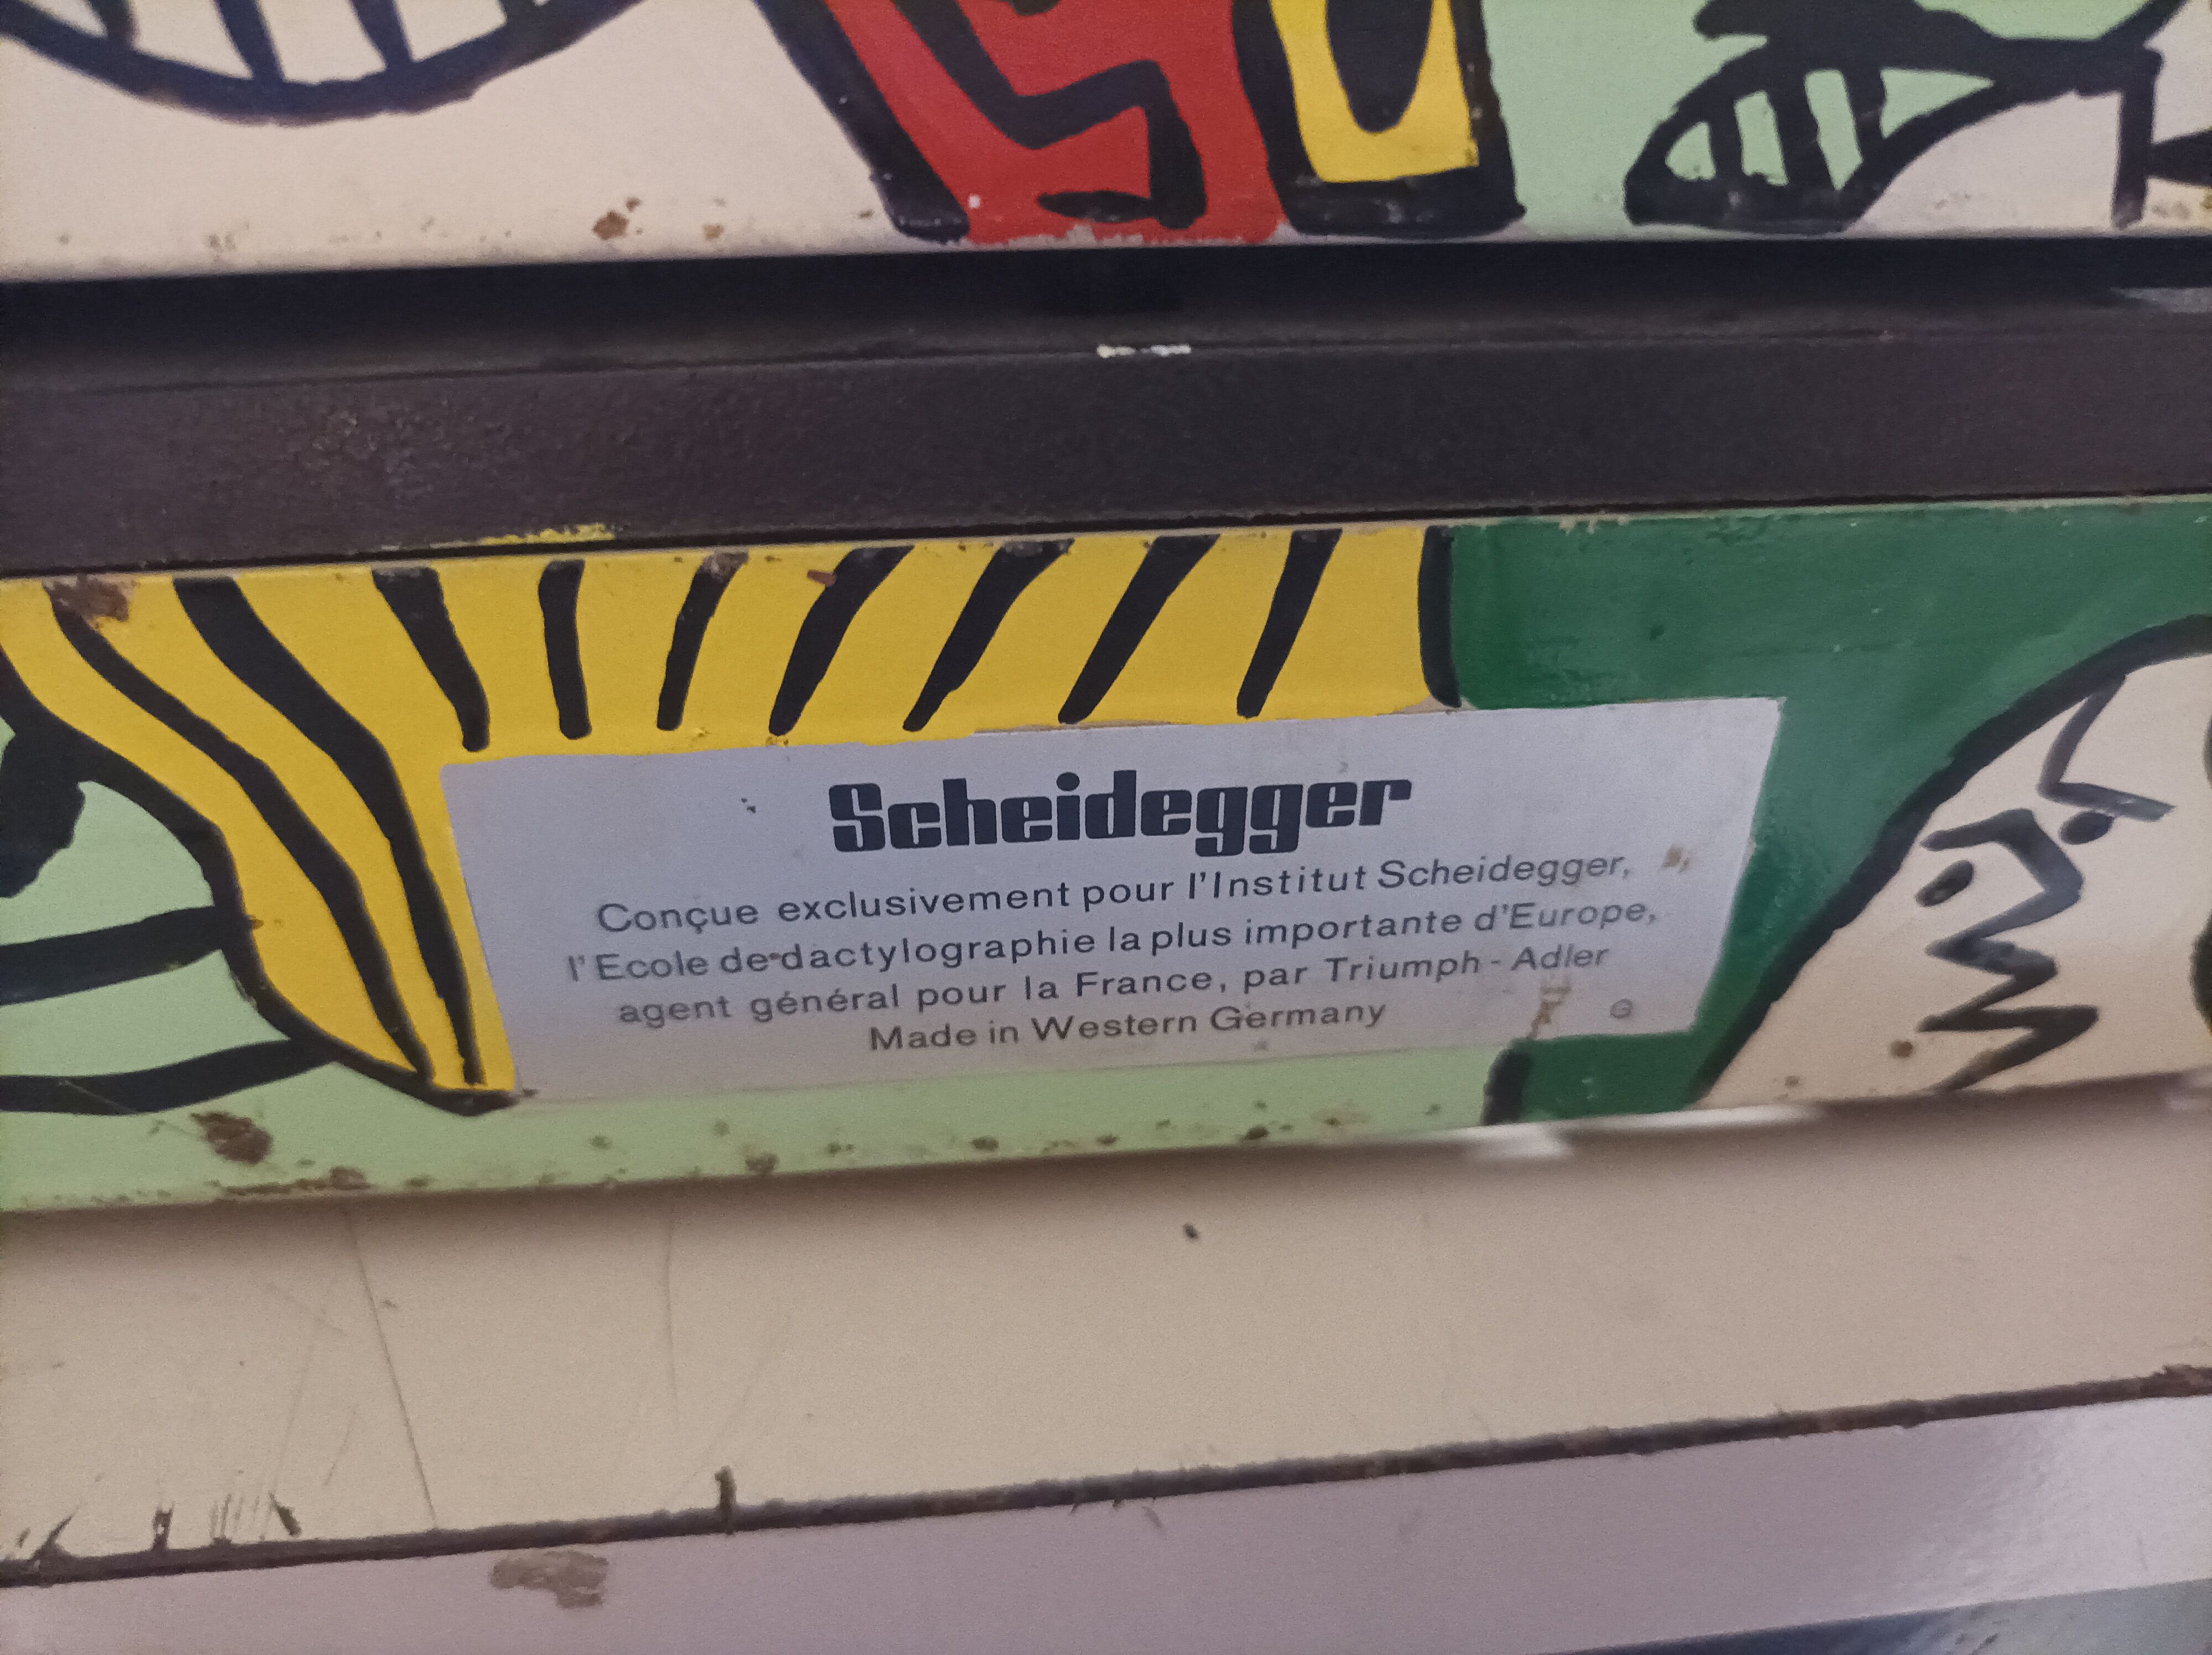 Scheidegger
Conçue exclusivement pour l'Institut Scheidegger,
l'Ecole de dactylographie la plus importante d'Europe,
agent général pour la France, par Triumph-Adler
Made in Western Germany